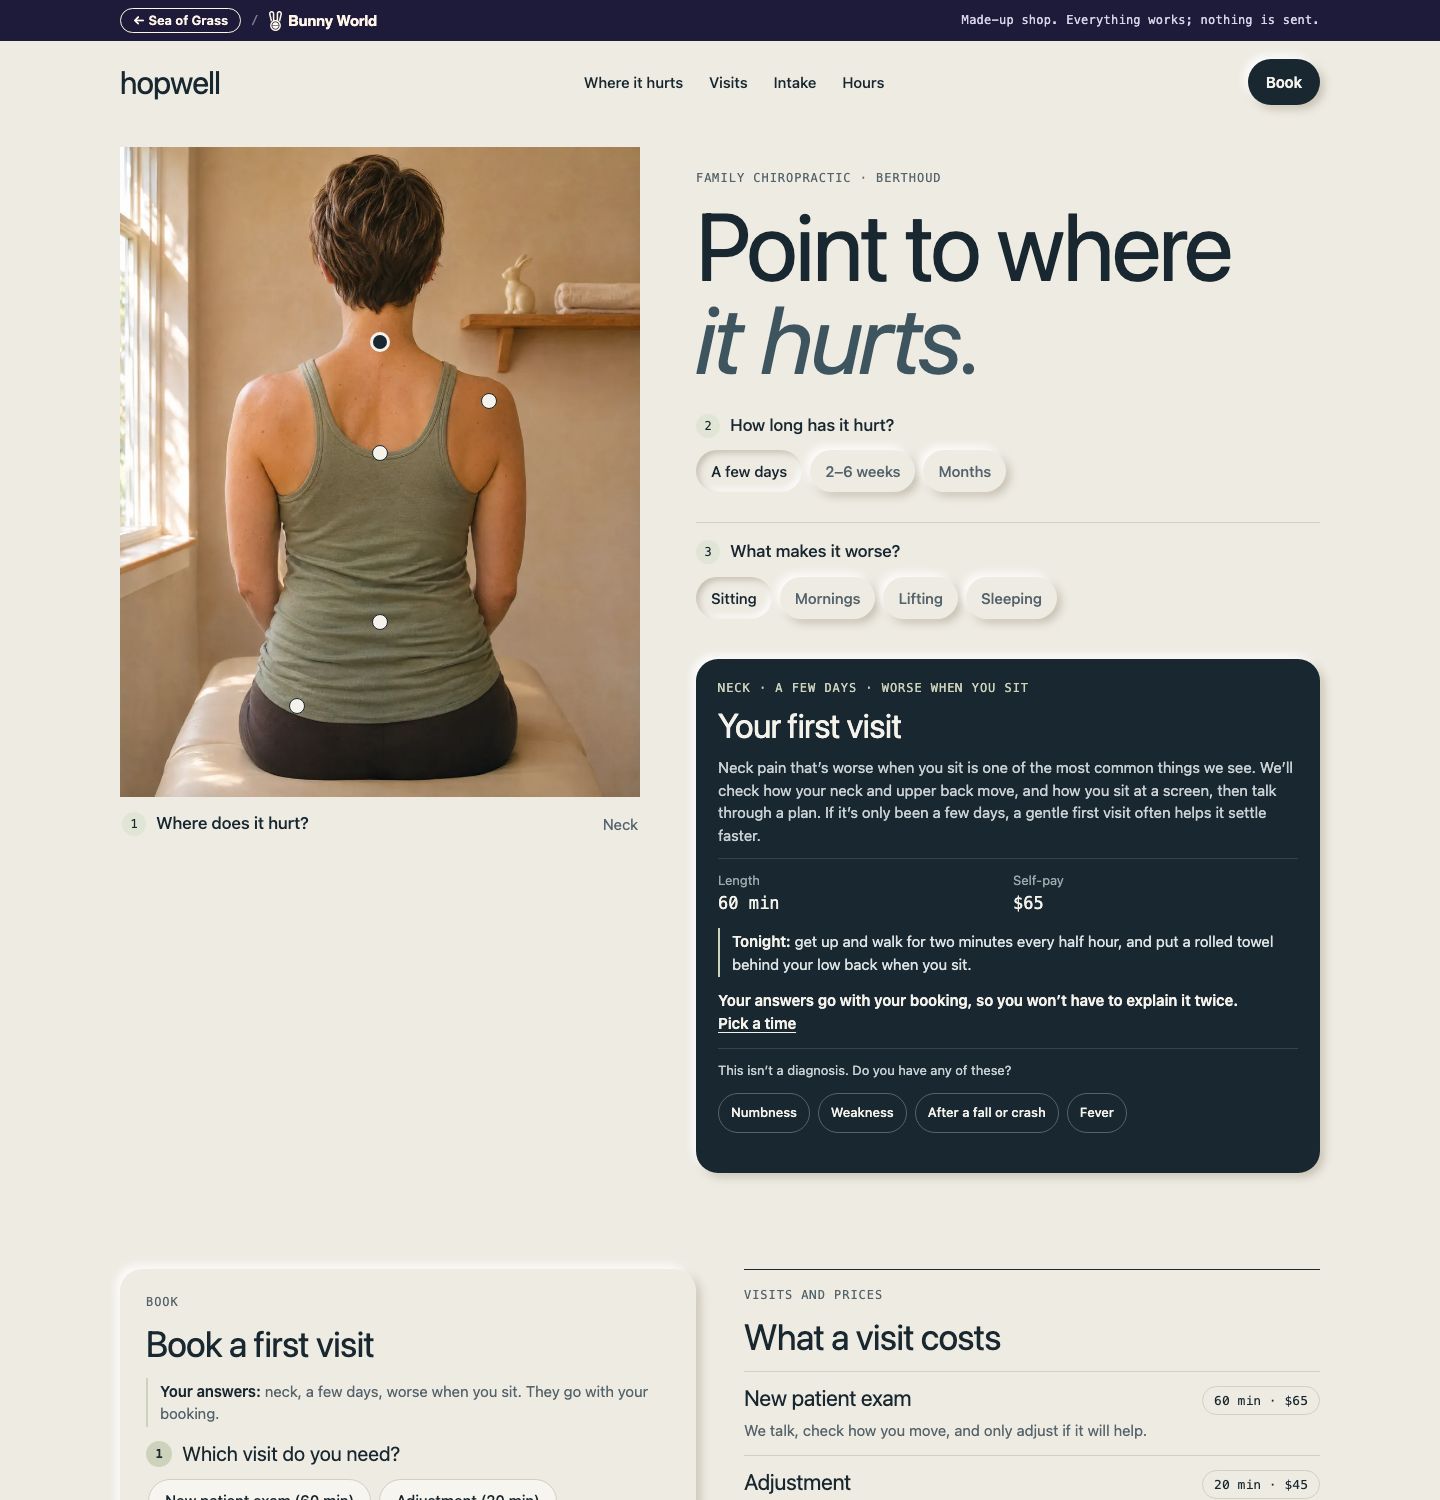 ← Sea of Grass / Bunny World
Made-up shop. Everything works; nothing is sent.
hopwell
Where it hurts Visits Intake Hours
Book
FAMILY CHIROPRACTIC · BERTHOUD
Point to where
it hurts.
2 How long has it hurt?
A few days 2–6 weeks Months
3 What makes it worse?
Sitting Mornings Lifting Sleeping
1 Where does it hurt? Neck
NECK · A FEW DAYS · WORSE WHEN YOU SIT
Your first visit
Neck pain that’s worse when you sit is one of the most common things we see. We’ll
check how your neck and upper back move, and how you sit at a screen, then talk
through a plan. If it’s only been a few days, a gentle first visit often helps it settle
faster.
Length Self-pay
60 min $65
Tonight: get up and walk for two minutes every half hour, and put a rolled towel
behind your low back when you sit.
Your answers go with your booking, so you won’t have to explain it twice.
Pick a time
This isn’t a diagnosis. Do you have any of these?
Numbness Weakness After a fall or crash Fever
BOOK
Book a first visit
Your answers: neck, a few days, worse when you sit. They go with your
booking.
1 Which visit do you need?
New patient exam (60 min) Adjustment (20 min)
VISITS AND PRICES
What a visit costs
New patient exam 60 min · $65
We talk, check how you move, and only adjust if it will help.
Adjustment 20 min · $45